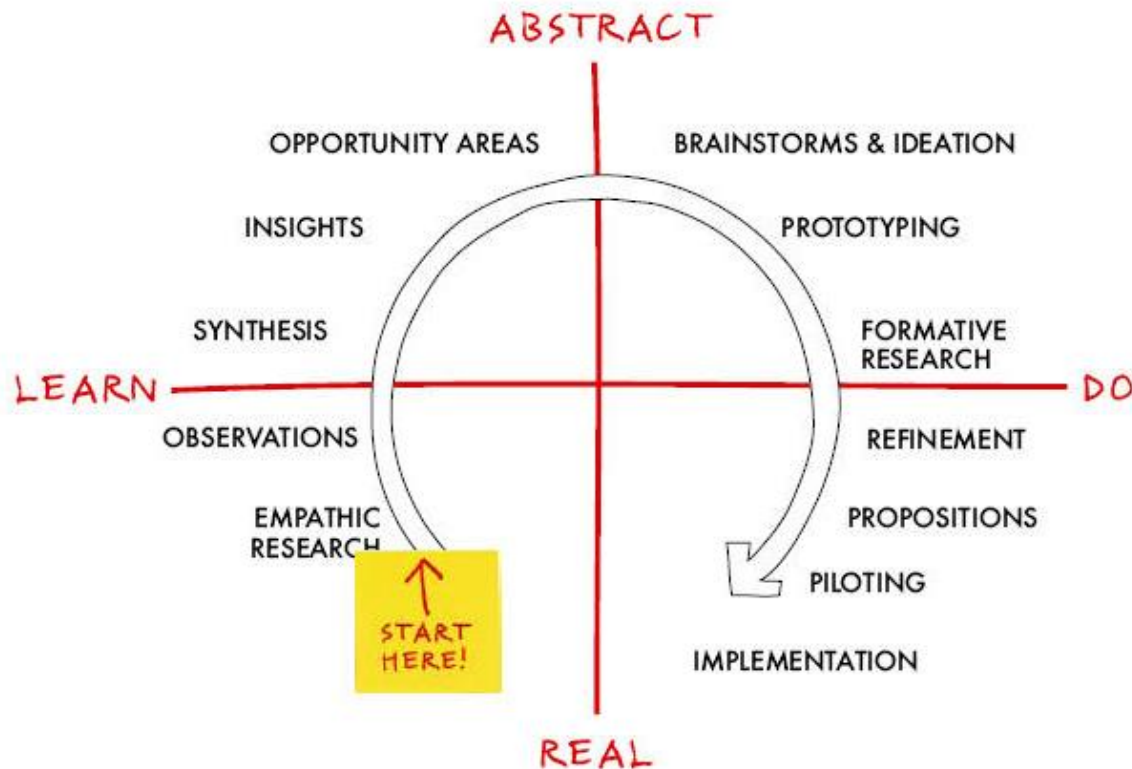 ABSTRACT
OPPORTUNITY AREAS
BRAINSTORMS & IDEATION
INSIGHTS
PROTOTYPING
SYNTHESIS
FORMATIVE
RESEARCH
LEARN
DO
OBSERVATIONS
REFINEMENT
EMPATHIC
RESEARCH
PROPOSITIONS
PILOTING
START
HERE!
IMPLEMENTATION
REAL